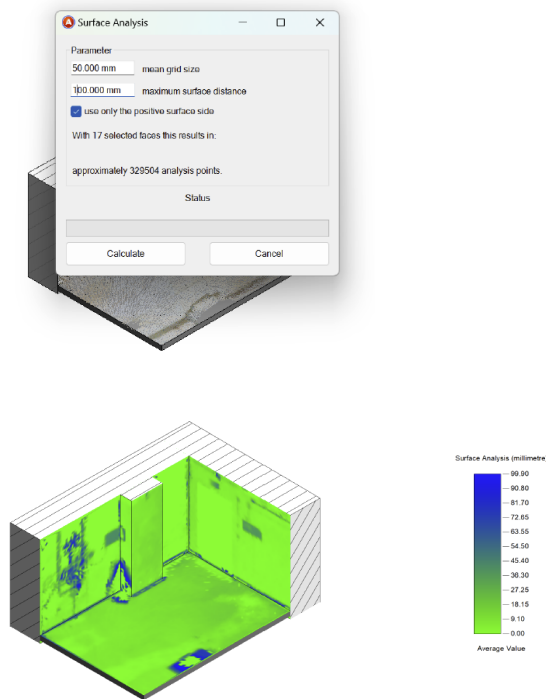 Surface Analysis
Parameter
50.000 mm mean grid size
100.000 mm maximum surface distance
use only the positive surface side
With 17 selected faces this results in:
approximately 329504 analysis points.
Status
Calculate Cancel
Surface Analysis (millimetre
99.90
90.80
81.70
72.65
63.55
54.50
45.40
36.30
27.25
18.15
9.10
0.00
Average Value